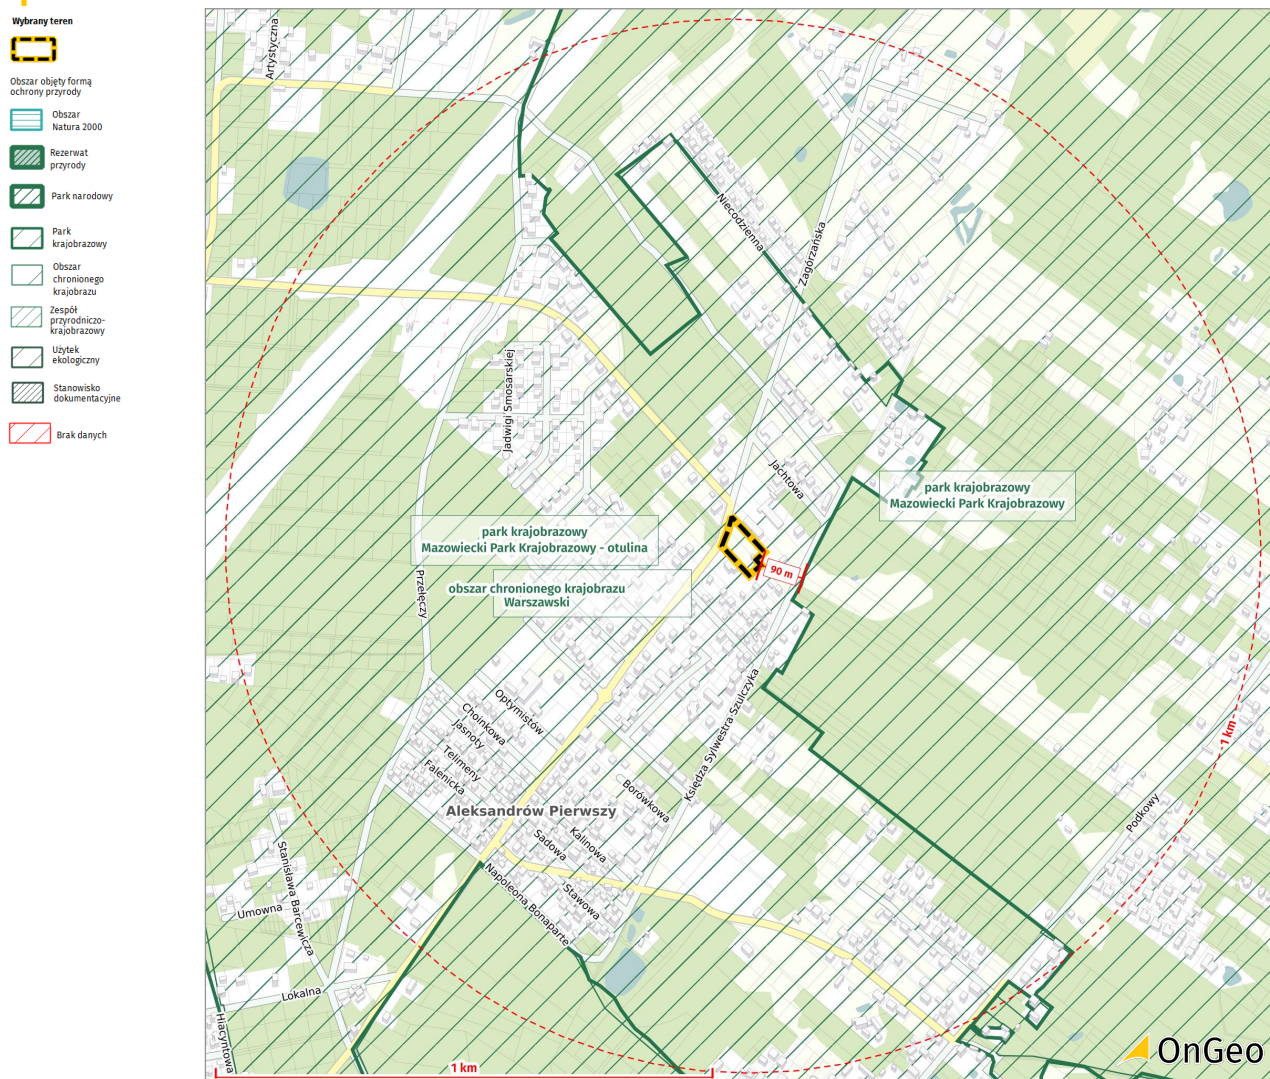 Wybrany teren
Obszar objęty formą
ochrony przyrody
Obszar
Natura 2000
Rezerwat
przyrody
Park narodowy
Park
krajobrazowy
Obszar
chronionego
krajobrazu
Zespół
przyrodniczo-
krajobrazowy
Użytek
ekologiczny
Stanowisko
dokumentacyjne
Brak danych
Artystyczna
Niecodzienna
Zagórzańska
Jadwigi Smosarskiej
Jachtowa
park krajobrazowy
Mazowiecki Park Krajobrazowy
park krajobrazowy
Mazowiecki Park Krajobrazowy - otulina
90 m
obszar chronionego krajobrazu
Warszawski
Przełęczy
Optymistów
Choinkowa
Jasnoty
Telimeny
Falenicka
Księdza Sylwestra Szulczyka
1 km
Borówkowa
Podkowy
Aleksandrów Pierwszy
Kalinowa
Sadowa
Stawowa
Napoleona Bonaparte
Stanisława Barcewicza
Umowna
Lokalna
Hiacyntowa
1 km
OnGeo